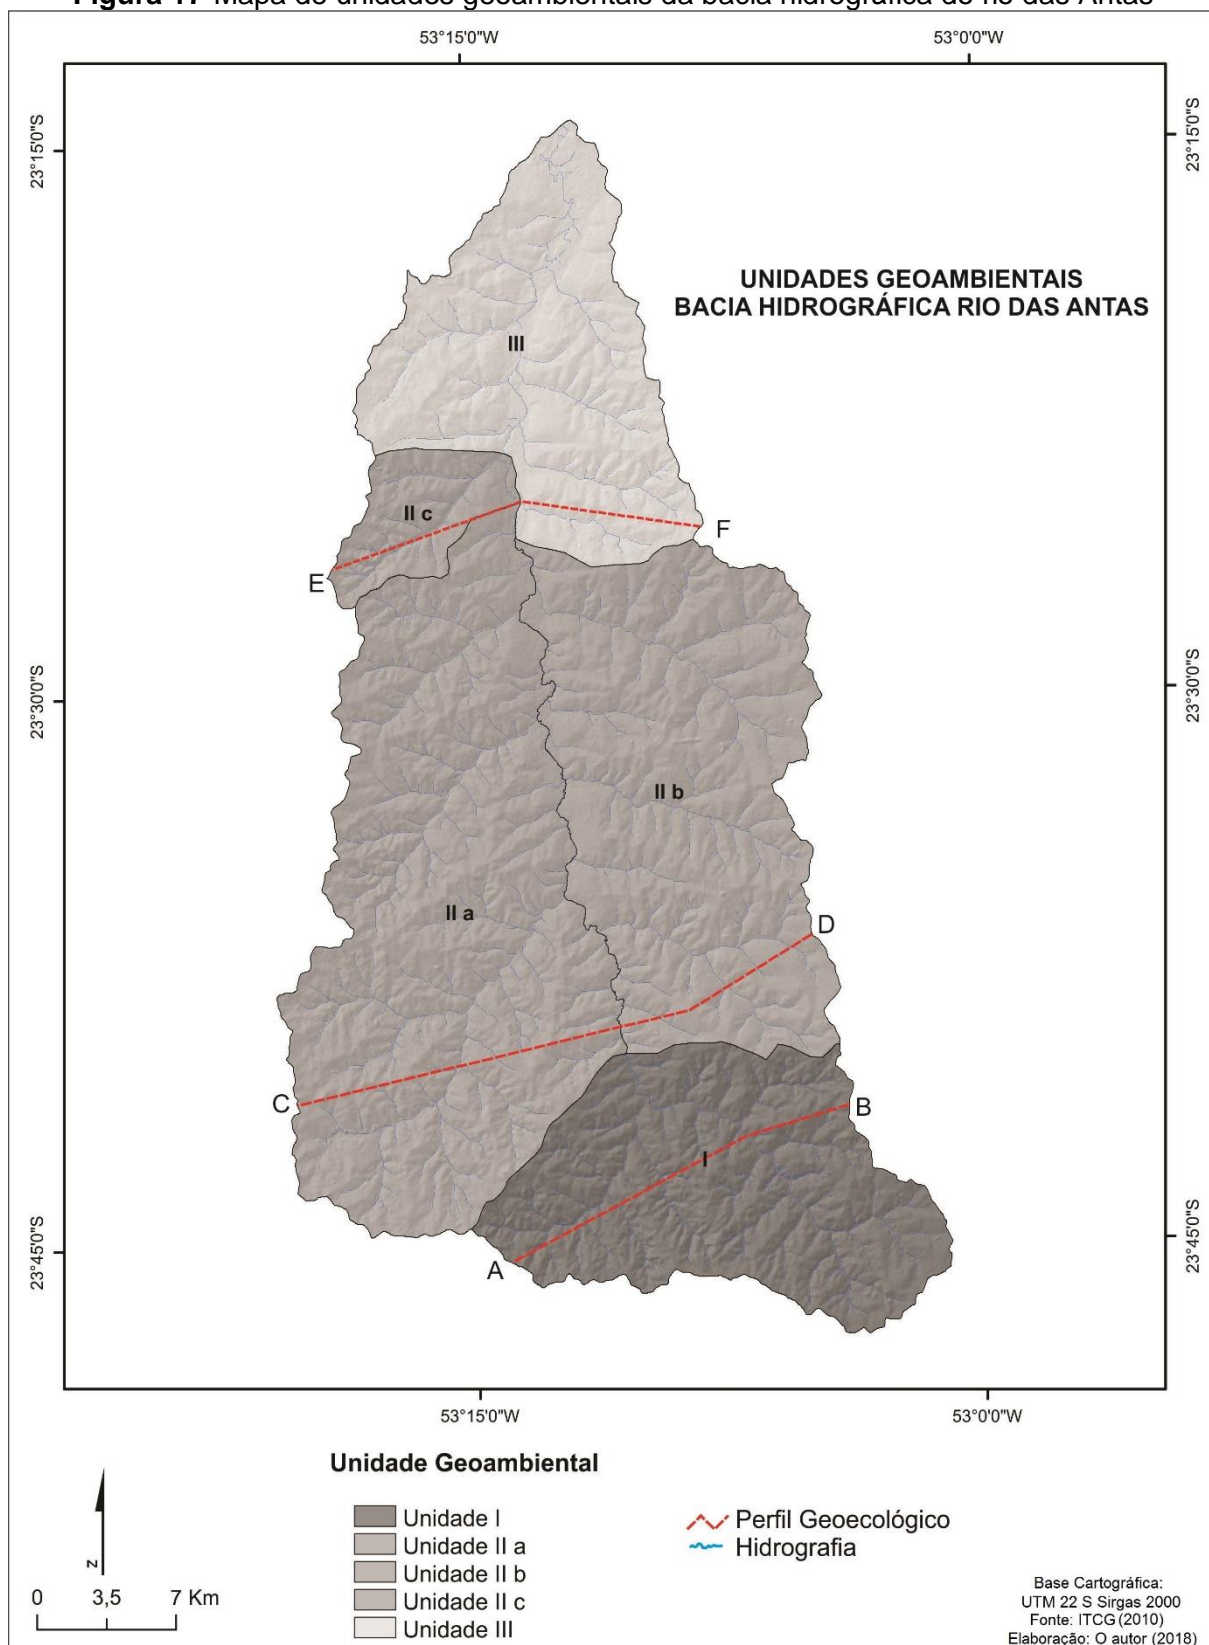 Figura 17 Mapa de unidades geoambientais da bacia hidrográfica do rio das Antas
53°15'0"W
53°0'0"W
23°15'0"S
23°15'0"S
UNIDADES GEOAMBIENTAIS
BACIA HIDROGRÁFICA RIO DAS ANTAS
III
II c
F
E
23°30'0"S
23°30'0"S
II b
II a
D
C
B
I
A
23°45'0"S
23°45'0"S
53°15'0"W
53°0'0"W
Unidade Geoambiental
Unidade I
Unidade II a
Unidade II b
Unidade II c
Unidade III
Perfil Geoecológico
Hidrografia
N
0 3,5 7 Km
Base Cartográfica:
UTM 22 S Sirgas 2000
Fonte: ITCG (2010)
Elaboração: O autor (2018)